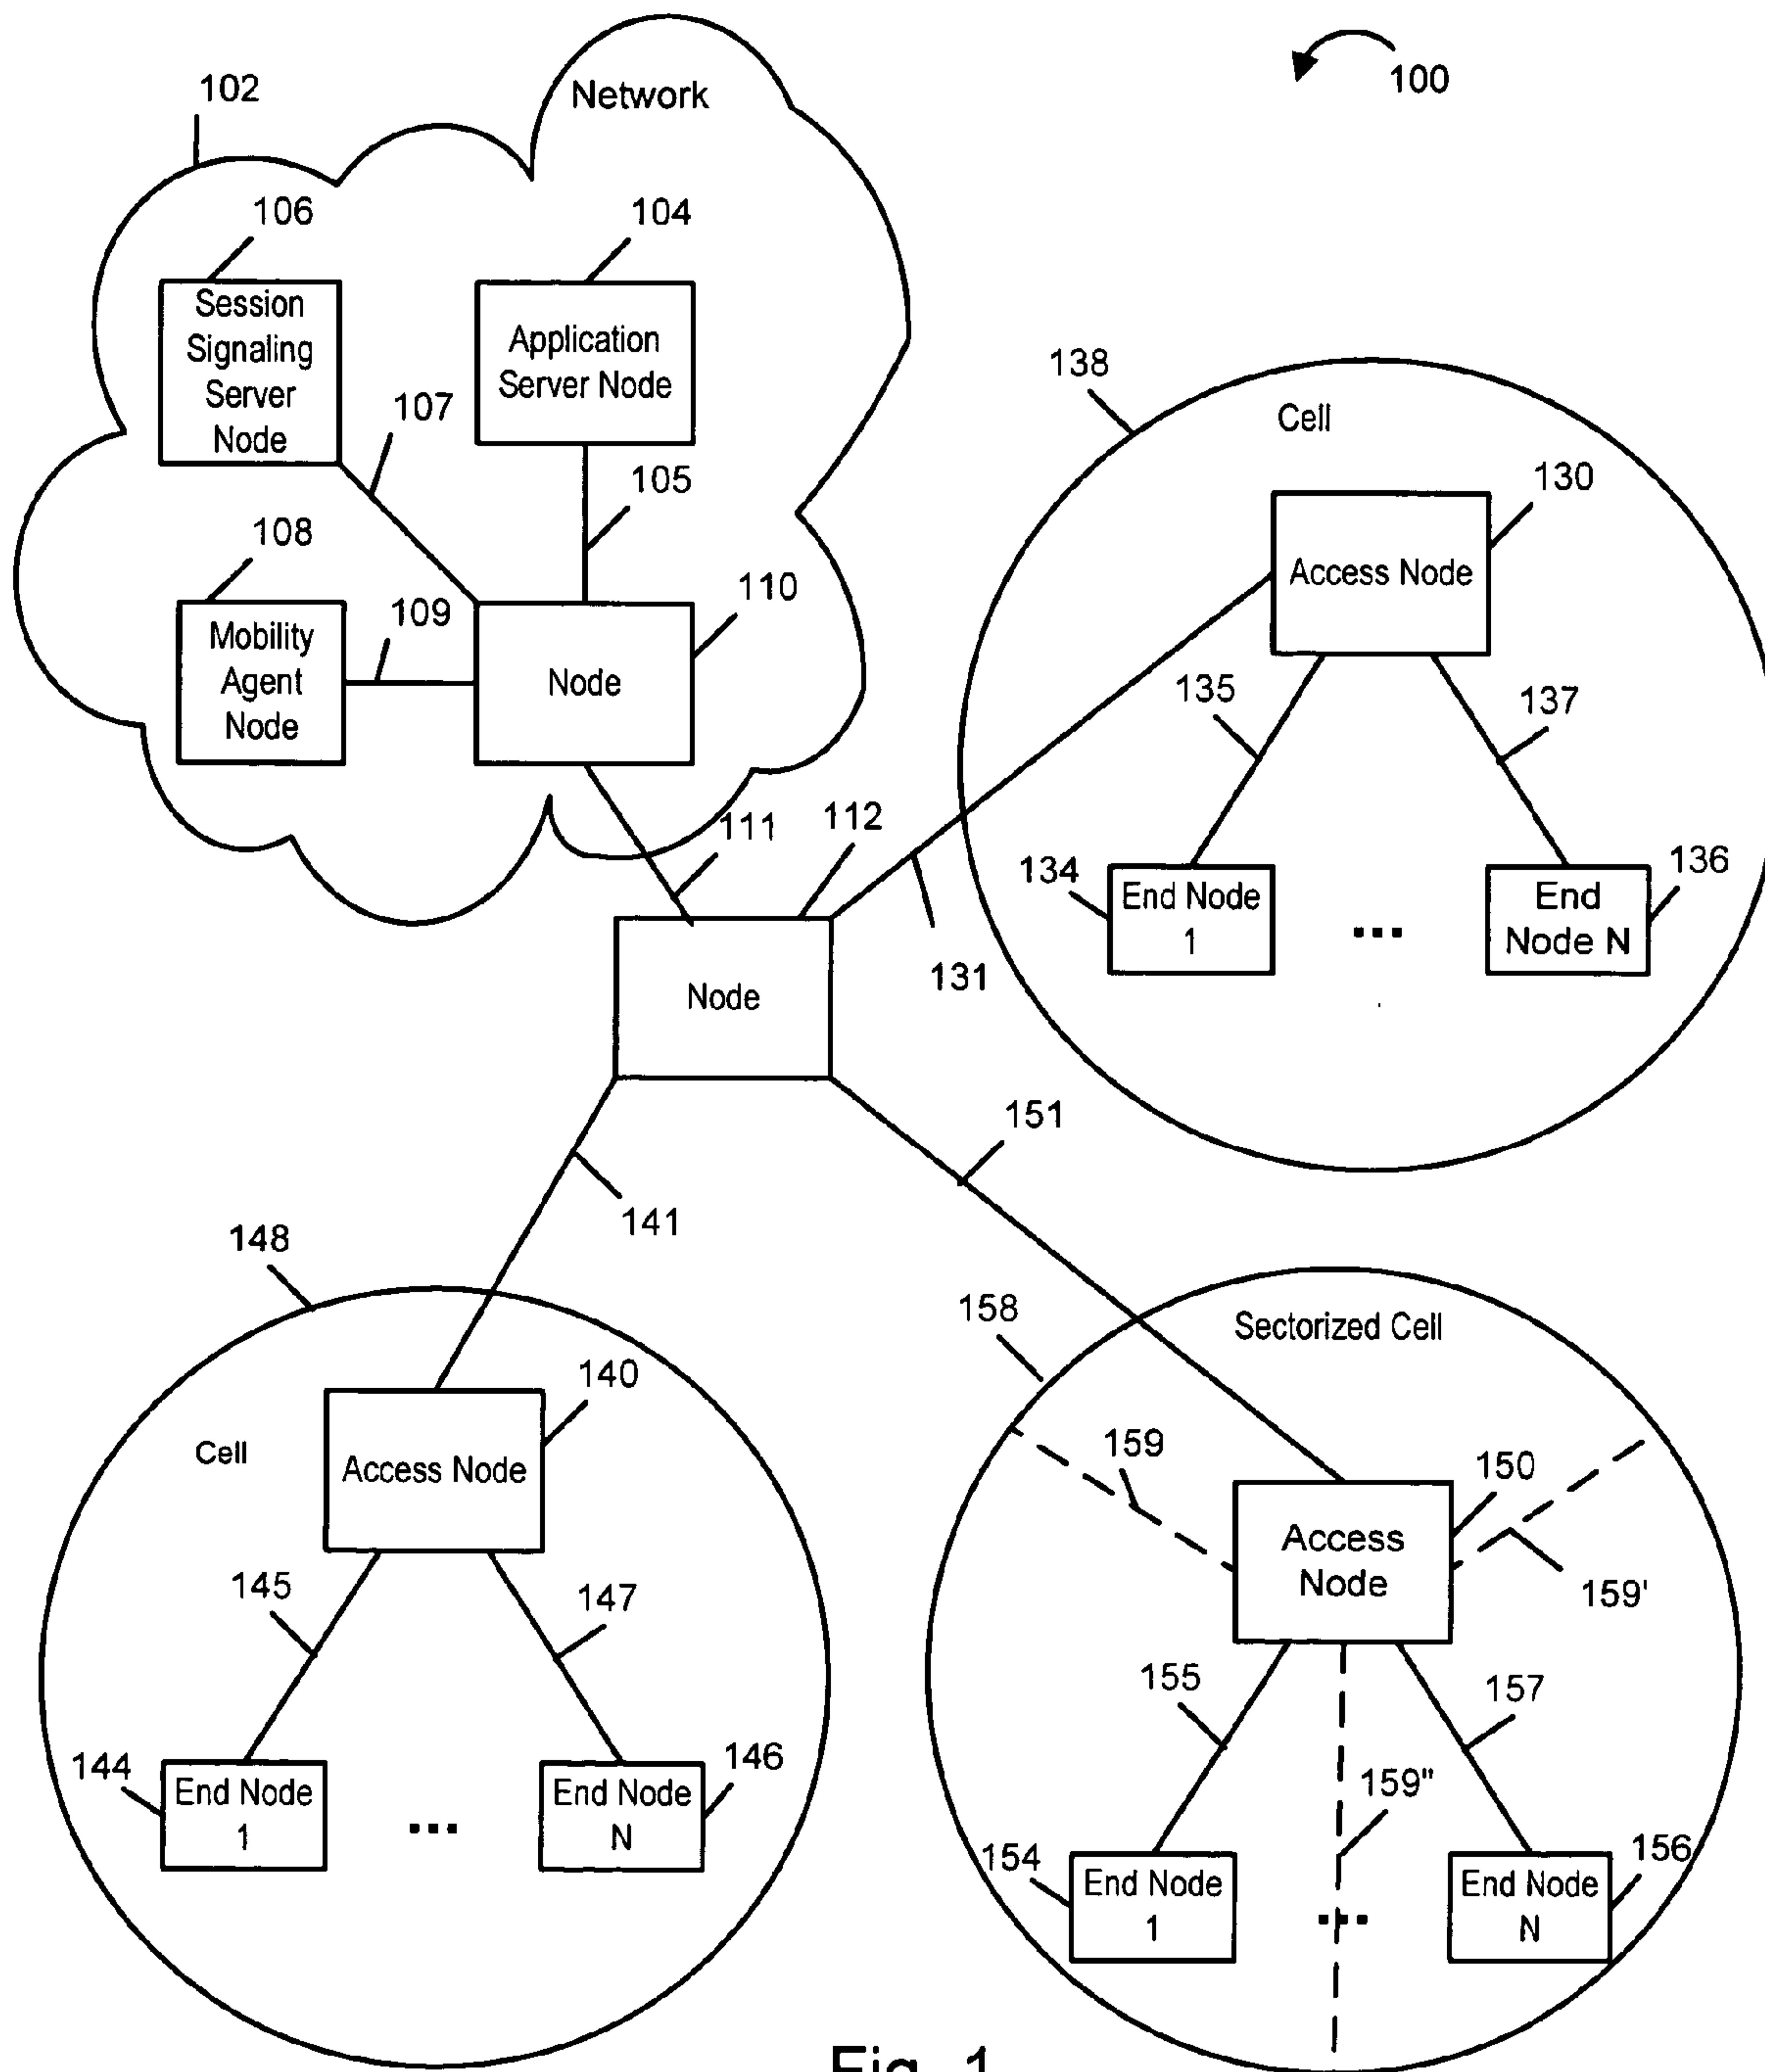 100
102
Network
106
104
Session
Signaling
Server
Node
Application
Server Node
107
105
108
109
110
Mobility
Agent
Node
Node
111
112
138
Cell
130
Access Node
135
137
134
End Node
1
...
End
Node N
136
131
Node
151
141
148
140
Cell
Access Node
145
147
144
End Node
1
...
End Node
N
146
158
Sectorized Cell
159
150
Access
Node
159'
155
157
159"
154
End Node
1
...
End Node
N
156
Fig. 1